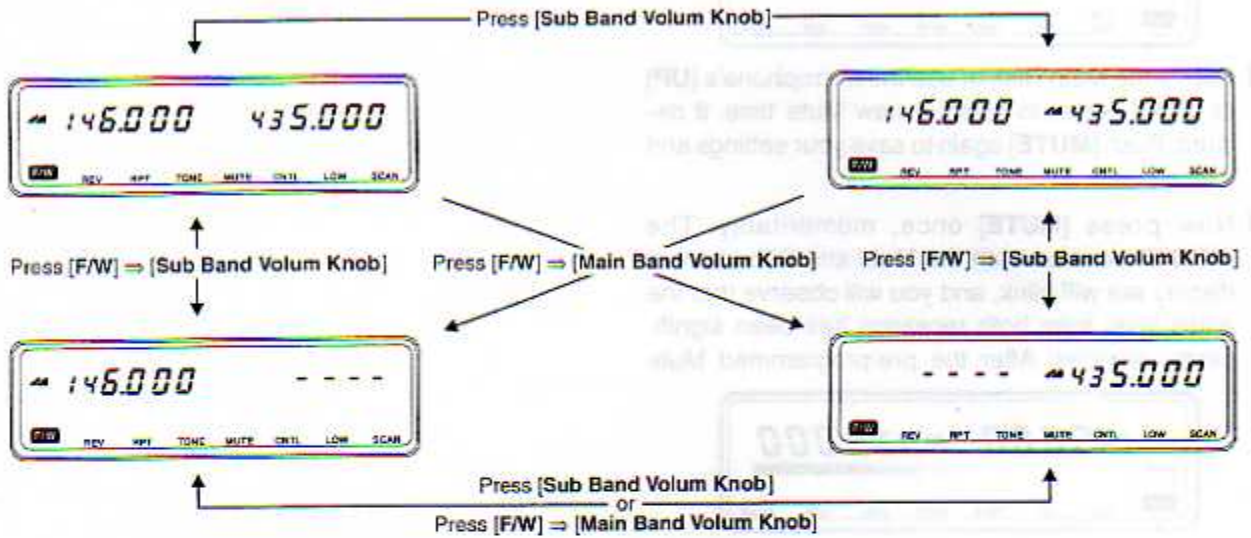 Press [Sub Band Volum Knob]
146.000 435.000
F/W REV RPT TONE MUTE CNTL LOW SCAN
146.000 435.000
F/W REV RPT TONE MUTE CNTL LOW SCAN
Press [F/W] ⇒ [Sub Band Volum Knob]
Press [F/W] ⇒ [Main Band Volum Knob]
Press [F/W] ⇒ [Sub Band Volum Knob]
146.000 - - - -
F/W REV RPT TONE MUTE CNTL LOW SCAN
- - - - 435.000
F/W REV RPT TONE MUTE CNTL LOW SCAN
Press [Sub Band Volum Knob]
or
Press [F/W] ⇒ [Main Band Volum Knob]